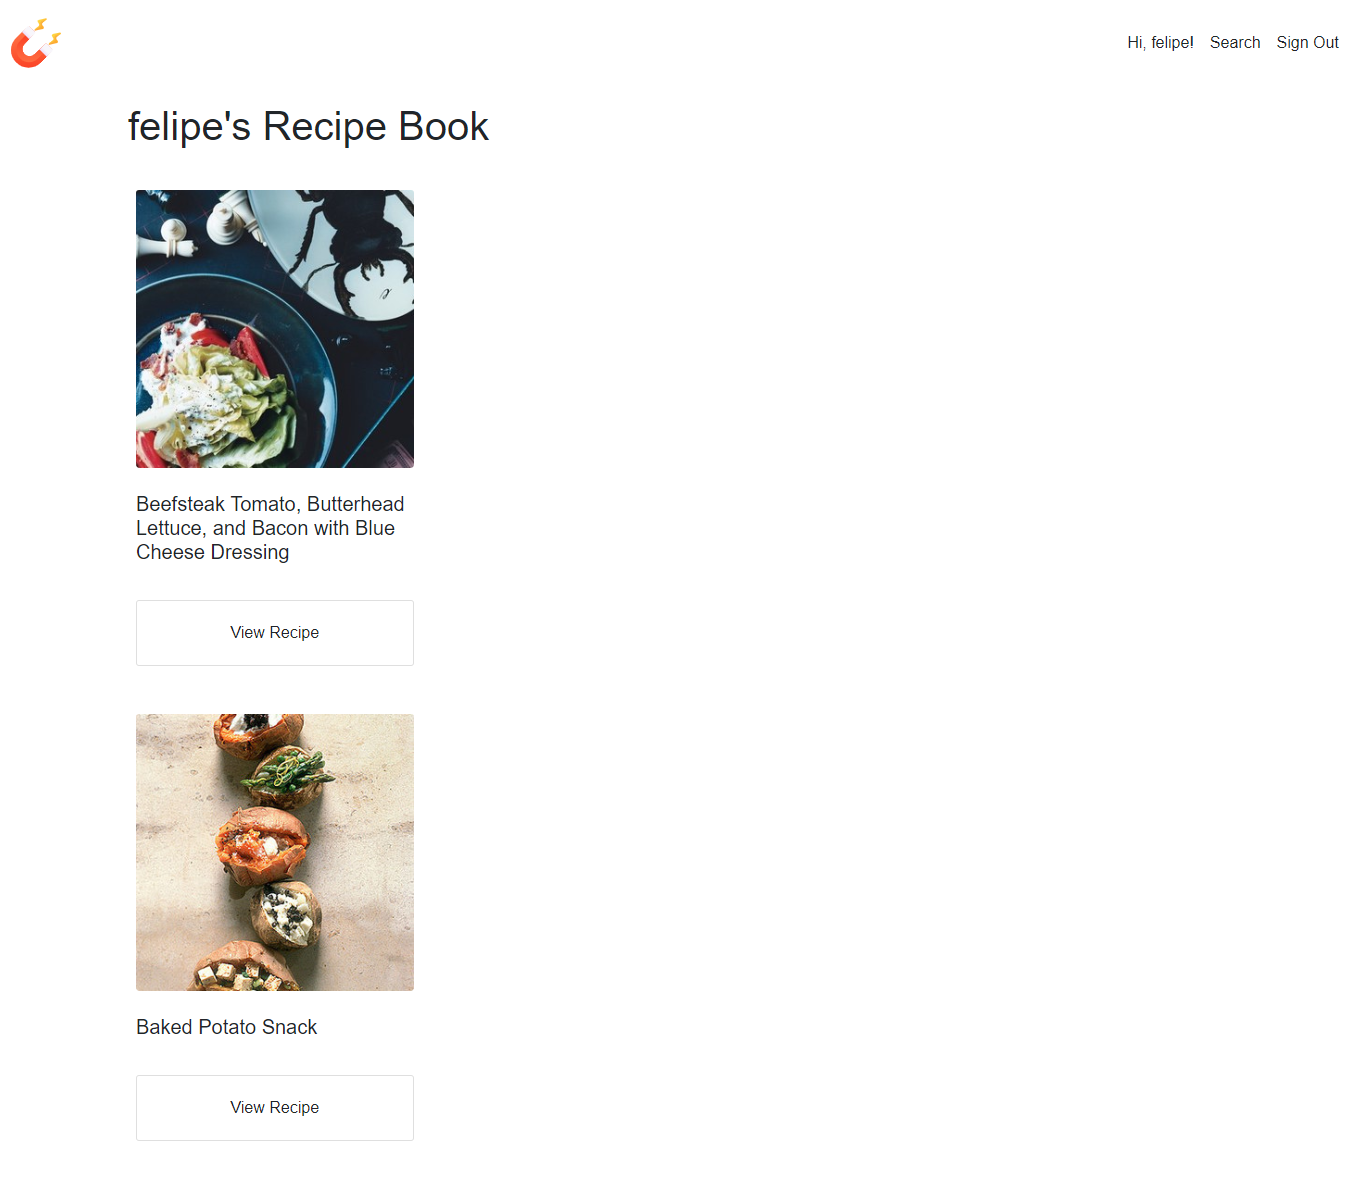 Hi, felipe! Search Sign Out
felipe's Recipe Book
Beefsteak Tomato, Butterhead
Lettuce, and Bacon with Blue
Cheese Dressing
View Recipe
Baked Potato Snack
View Recipe